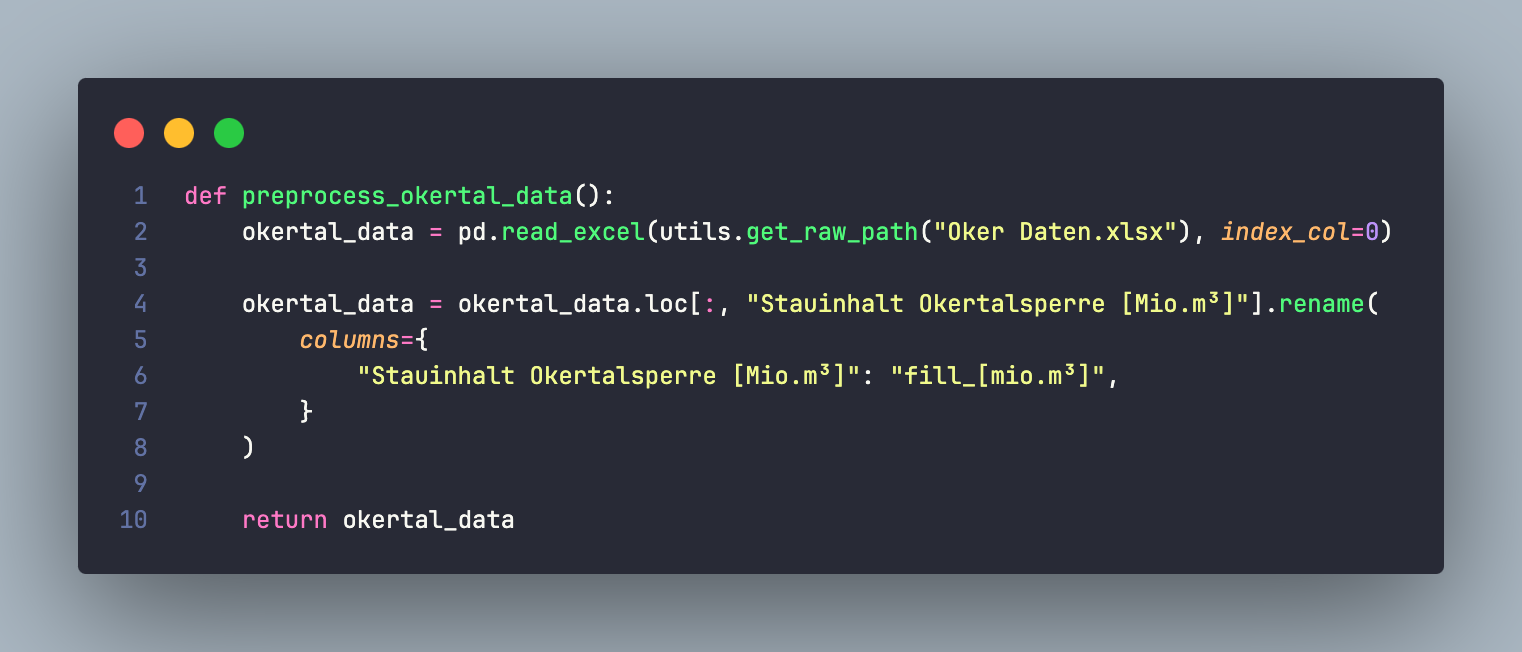 1 def preprocess_okertal_data():
2     okertal_data = pd.read_excel(utils.get_raw_path("Oker Daten.xlsx"), index_col=0)
3
4     okertal_data = okertal_data.loc[:, "Stauinhalt Okertalsperre [Mio.m³]"].rename(
5         columns={
6             "Stauinhalt Okertalsperre [Mio.m³]": "fill_[mio.m³]",
7         }
8     )
9
10     return okertal_data